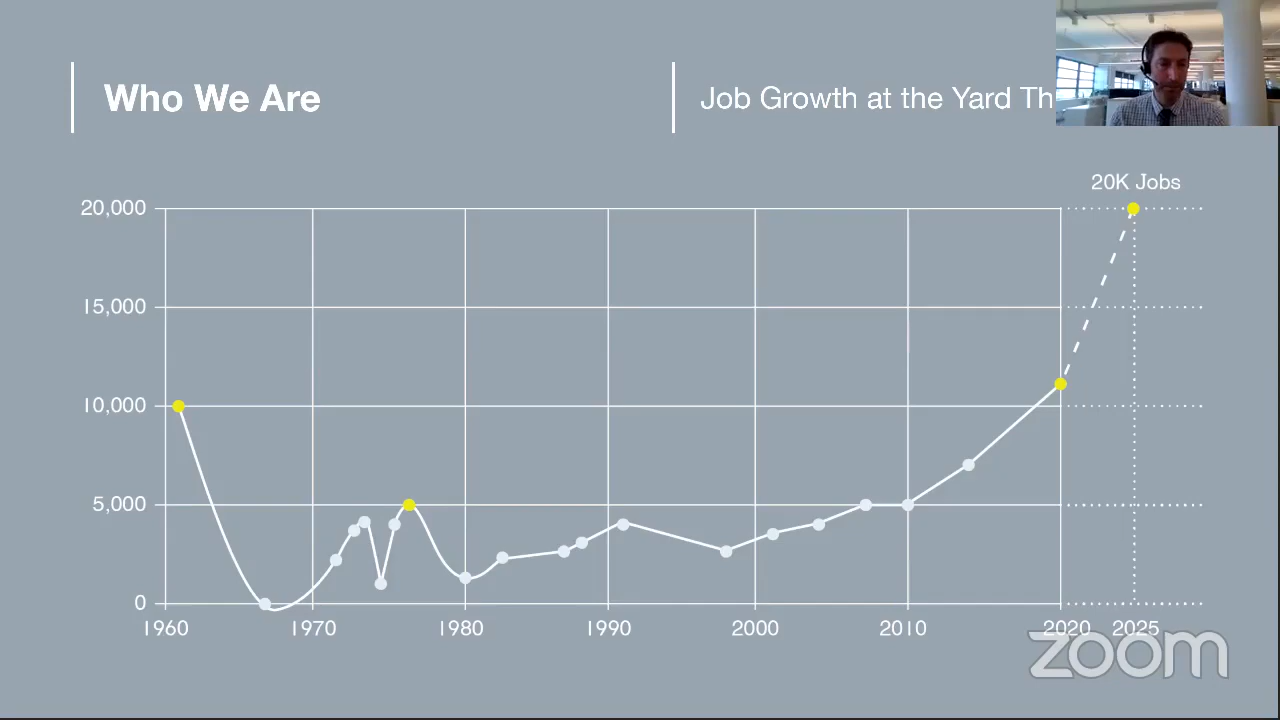 Who We Are
Job Growth at the Yard Th
20K Jobs
20,000
15,000
10,000
5,000
0
1960 1970 1980 1990 2000 2010 2020 2025
zoom